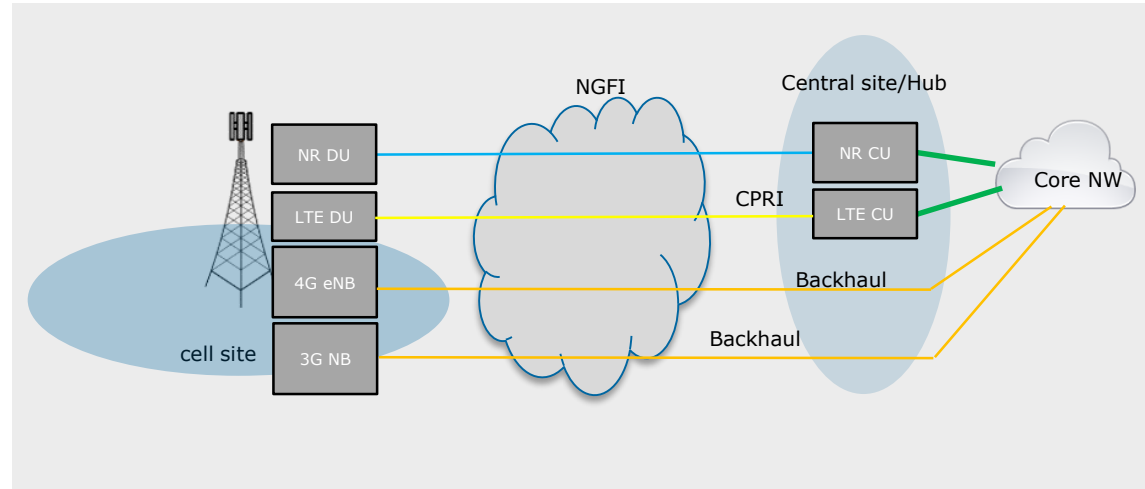 NGFI
Central site/Hub
NR DU
NR CU
Core NW
LTE DU
CPRI
LTE CU
4G eNB
Backhaul
cell site
3G NB
Backhaul